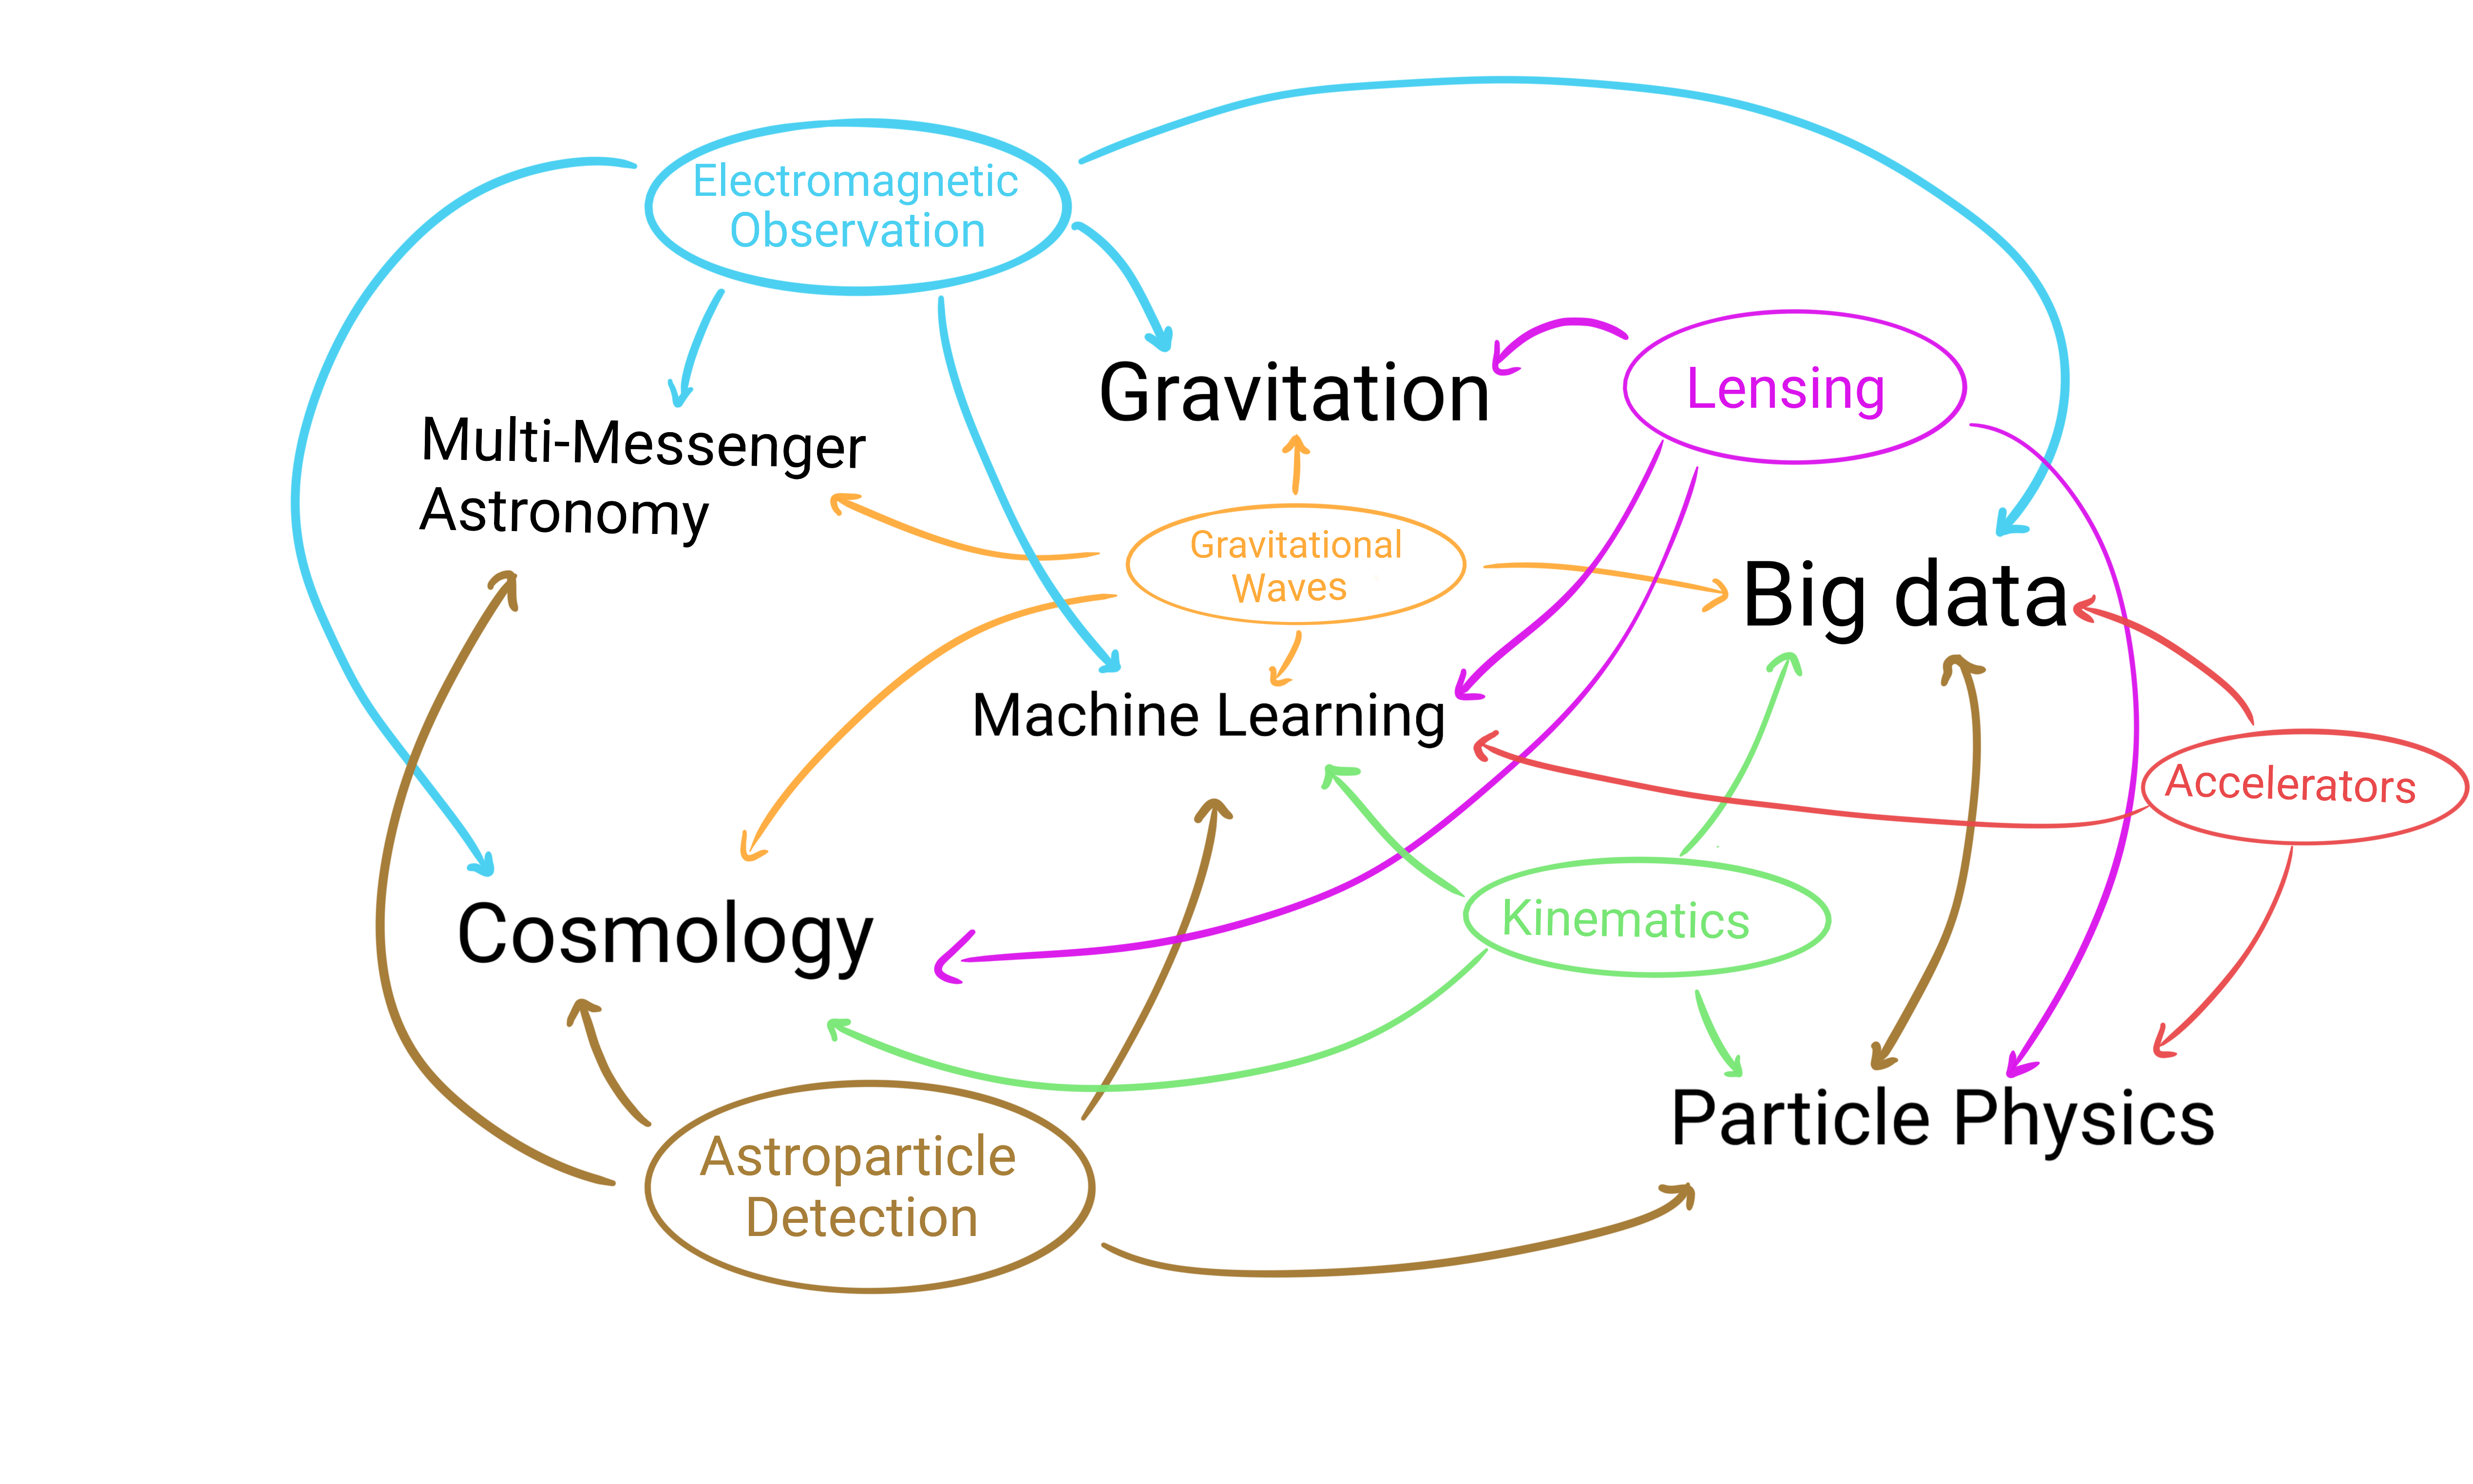 Electromagnetic
Observation
Gravitation
Lensing
Multi-Messenger
Astronomy
Gravitational
Waves
Big data
Machine Learning
Accelerators
Kinematics
Cosmology
Particle Physics
Astroparticle
Detection